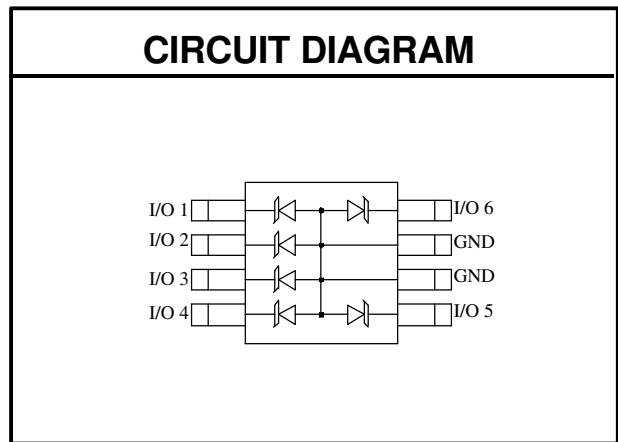 CIRCUIT DIAGRAM
I/O 1
I/O 6
I/O 2
GND
I/O 3
GND
I/O 4
I/O 5